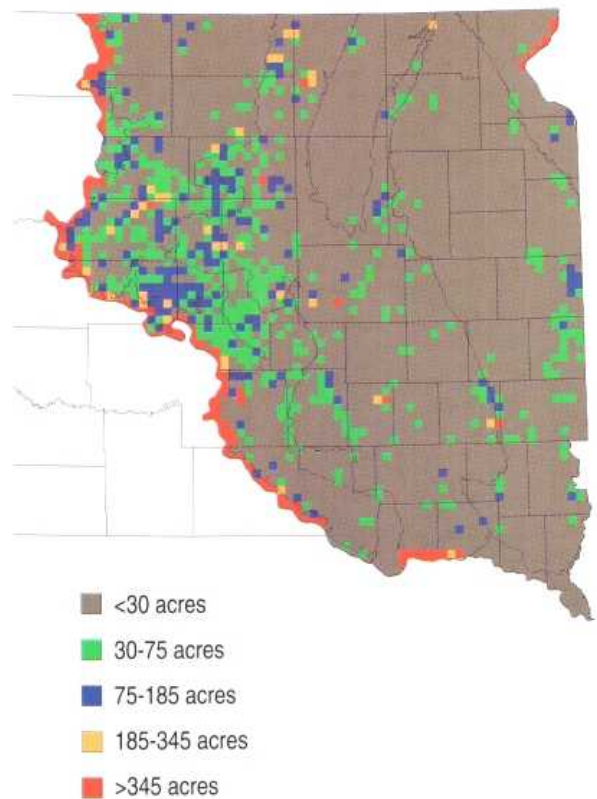 <30 acres
30-75 acres
75-185 acres
185-345 acres
>345 acres